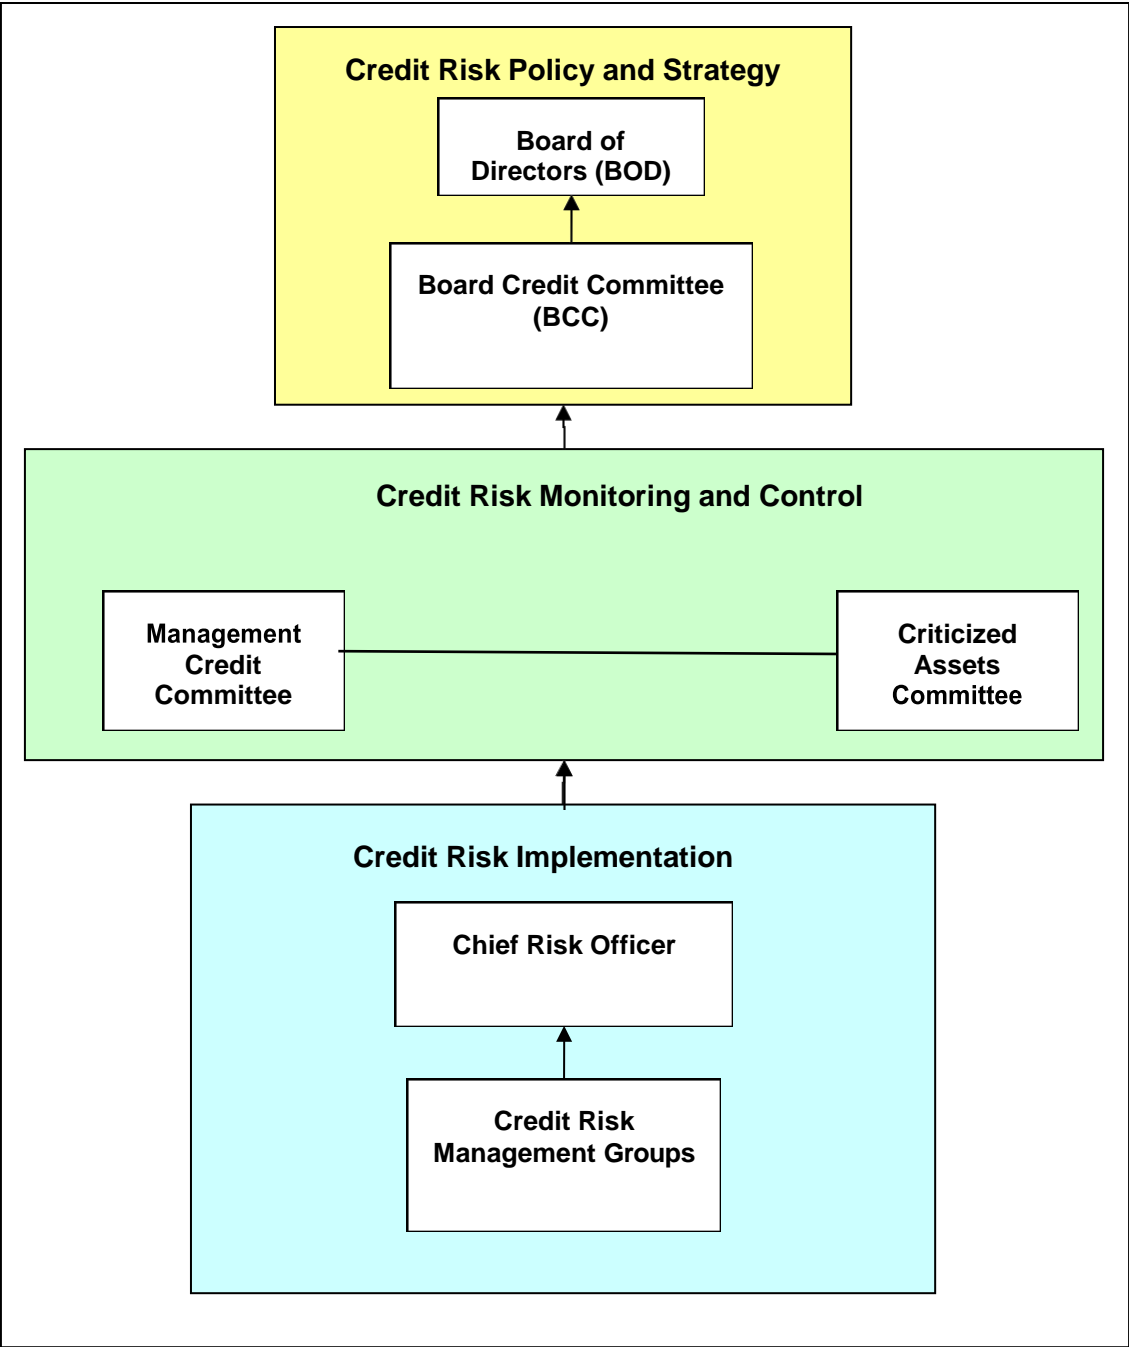 Credit Risk Policy and Strategy
Board of
Directors (BOD)
Board Credit Committee
(BCC)
Credit Risk Monitoring and Control
Management
Credit
Committee
Criticized
Assets
Committee
Credit Risk Implementation
Chief Risk Officer
Credit Risk
Management Groups